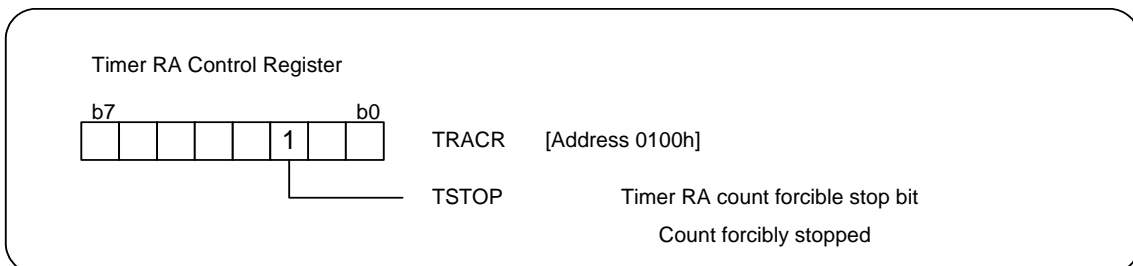 Timer RA Control Register
b7 b0
1 TRACR [Address 0100h]
TSTOP Timer RA count forcible stop bit
Count forcibly stopped